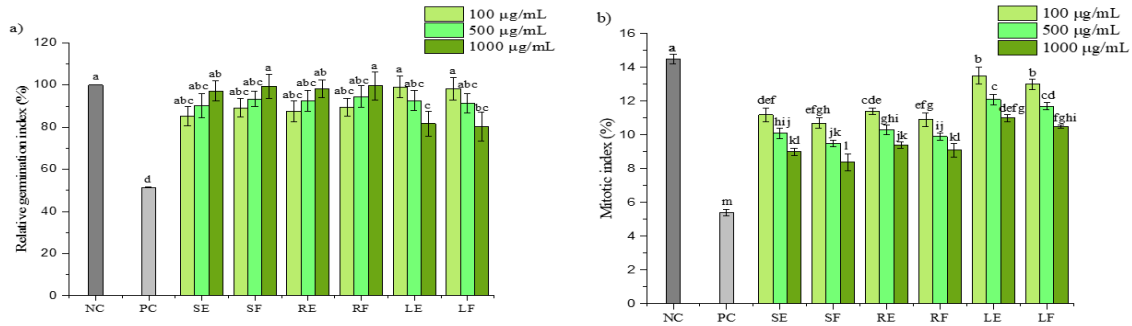 a)
100 µg/mL
500 µg/mL
1000 µg/mL
Relative germination index (%)
120
100
80
60
40
20
0
a
d
abc abc ab
abc abc a
abc abc ab
abc abc a
a abc c
a abc bc
NC PC SE SF RE RF LE LF
b)
100 µg/mL
500 µg/mL
1000 µg/mL
Mitotic index (%)
16
14
12
10
8
6
4
2
0
a
m
def hij kl
efgh jk l
cde ghi jk
efg ij kl
b c defg
b cd fghi
NC PC SE SF RE RF LE LF